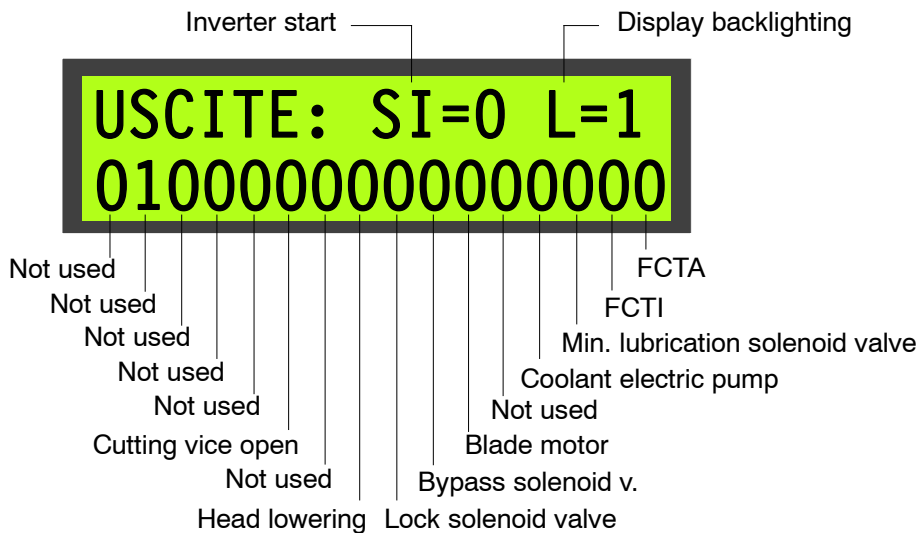 Inverter start
Display backlighting
USCITE: SI=0 L=1
0100000000000000
Not used
FCTA
Not used
FCTI
Not used
Min. lubrication solenoid valve
Not used
Coolant electric pump
Not used
Not used
Cutting vice open
Blade motor
Not used
Bypass solenoid v.
Head lowering
Lock solenoid valve